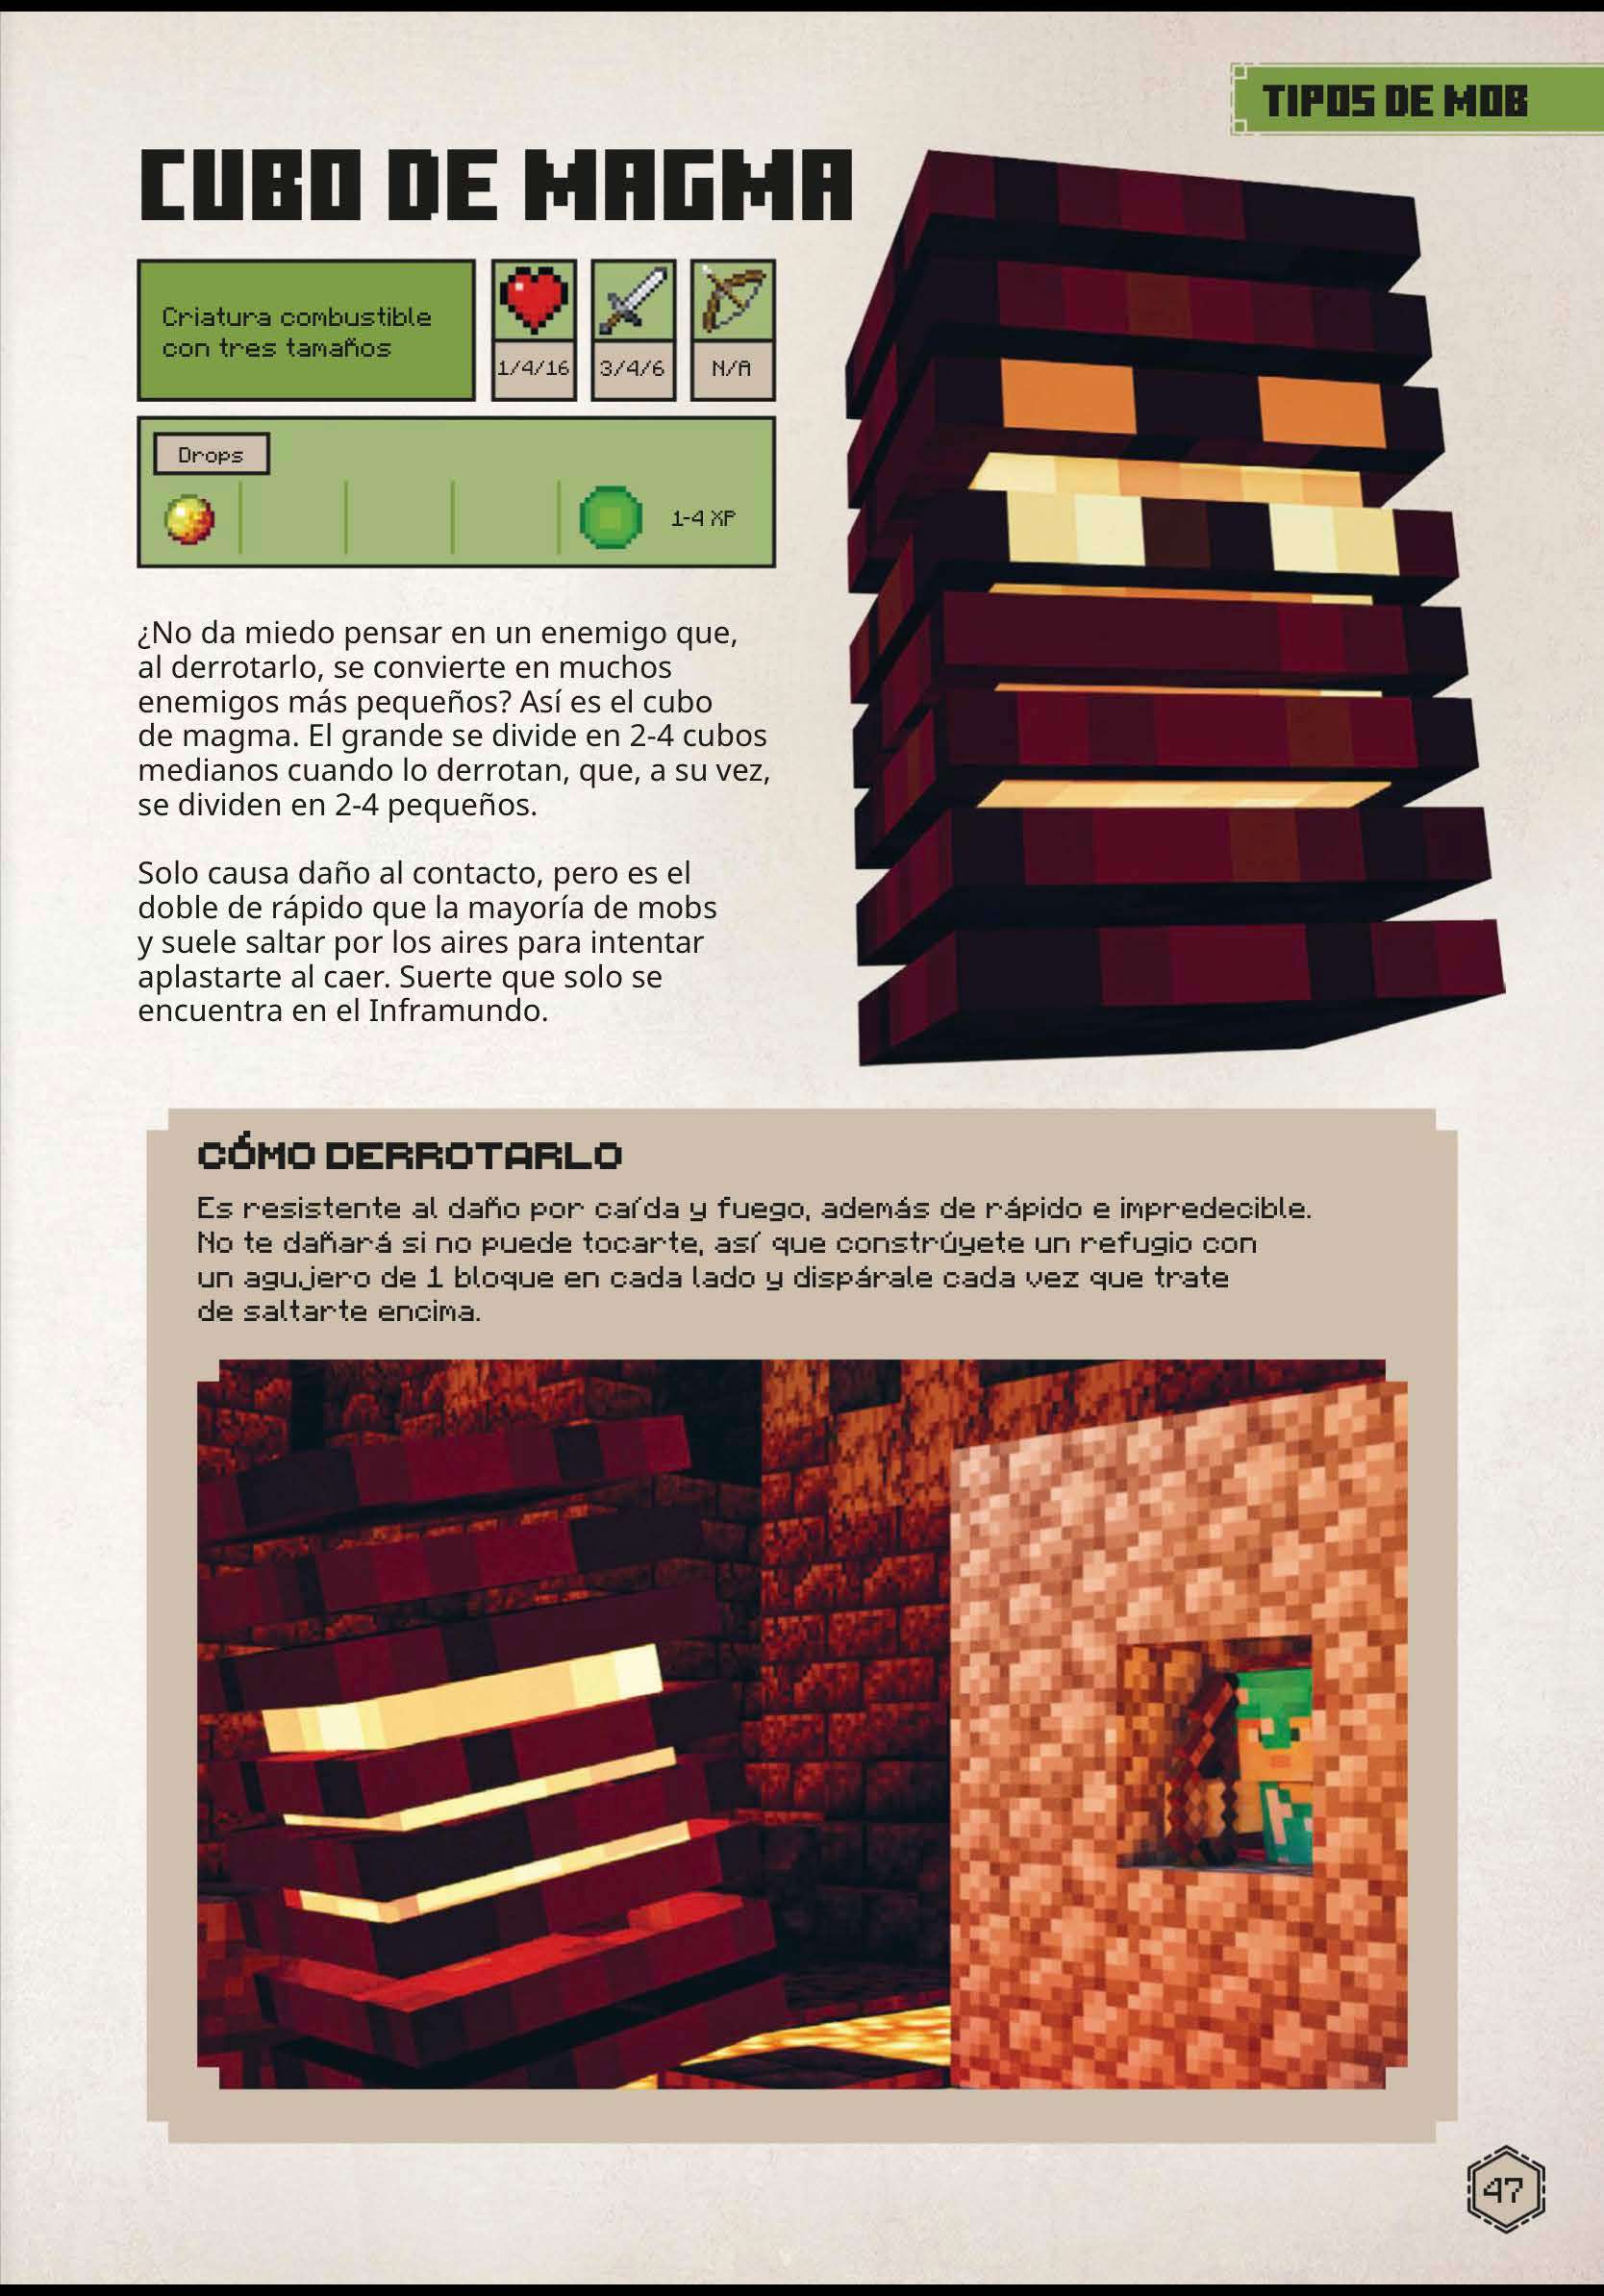 TIPOS DE MOB
CUBO DE MAGMA
Criatura combustible
con tres tamaños
1/4/16
3/4/6
N/A
Drops
1-4 XP
¿No da miedo pensar en un enemigo que,
al derrotarlo, se convierte en muchos
enemigos más pequeños? Así es el cubo
de magma. El grande se divide en 2-4 cubos
medianos cuando lo derrotan, que, a su vez,
se dividen en 2-4 pequeños.
Solo causa daño al contacto, pero es el
doble de rápido que la mayoría de mobs
y suele saltar por los aires para intentar
aplastarte al caer. Suerte que solo se
encuentra en el Inframundo.
CÓMO DERROTARLO
Es resistente al daño por caída y fuego, además de rápido e impredecible.
No te dañará si no puede tocarte, así que constrúyete un refugio con
un agujero de 1 bloque en cada lado y dispárale cada vez que trate
de saltarte encima.
47